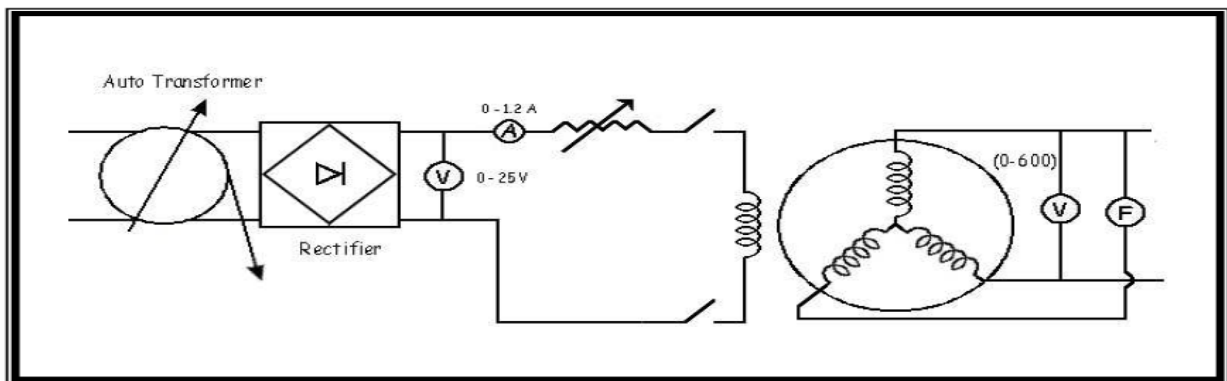 Auto Transformer
0-1.2 A
A
V
0-25V
Rectifier
(0-600)
V
F